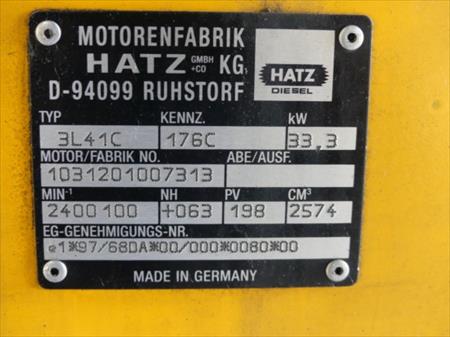 MOTORENFABRIK
HATZ GMBH +CO KG
D-94099 RUHSTORF
HATZ
DIESEL
TYP KENNZ. kW
3L41C 176C 33,3
MOTOR/FABRIK NO. ABE/AUSF.
1031201007313
MIN⁻¹ NH PV CM³
2400 100 +063 198 2574
EG-GENEHMIGUNGS-NR.
e1*97/68DA*00/000*0080*00
MADE IN GERMANY